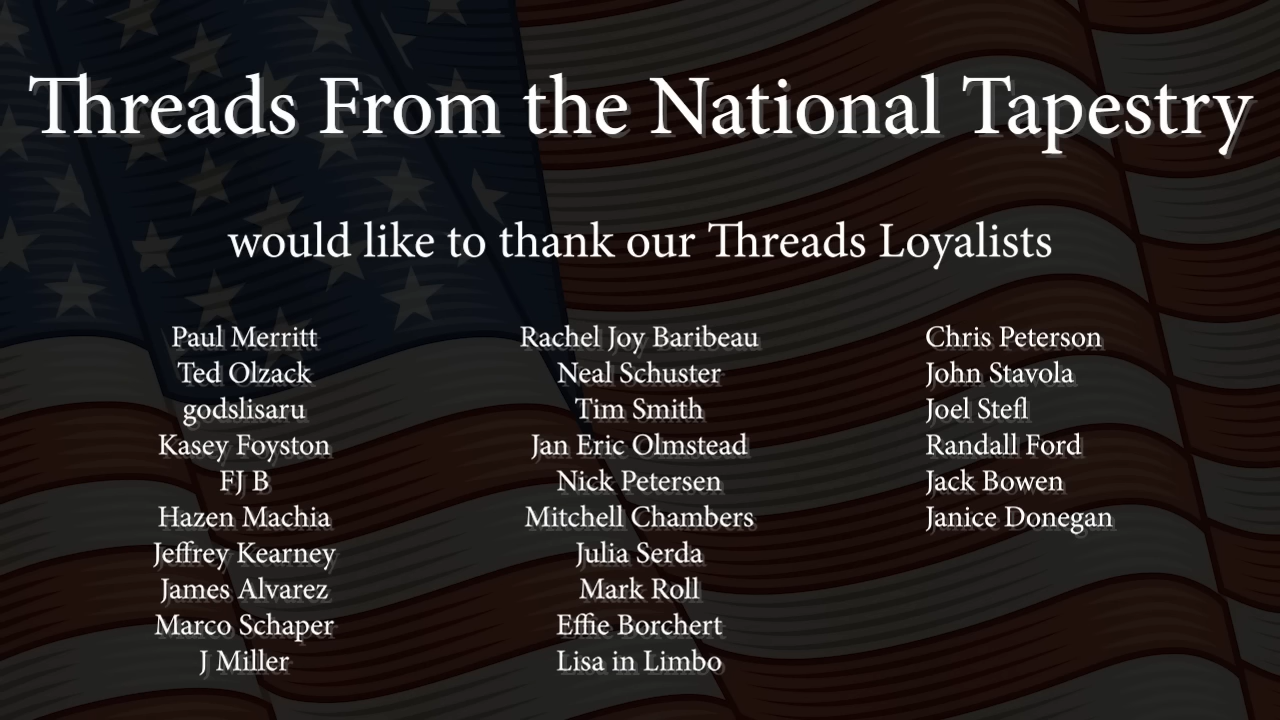 Threads From the National Tapestry
would like to thank our Threads Loyalists
Paul Merritt
Ted Olzack
godslisaru
Kasey Foyston
FJ B
Hazen Machia
Jeffrey Kearney
James Alvarez
Marco Schaper
J Miller
Rachel Joy Baribeau
Neal Schuster
Tim Smith
Jan Eric Olmstead
Nick Petersen
Mitchell Chambers
Julia Serda
Mark Roll
Effie Borchert
Lisa in Limbo
Chris Peterson
John Stavola
Joel Stefl
Randall Ford
Jack Bowen
Janice Donegan